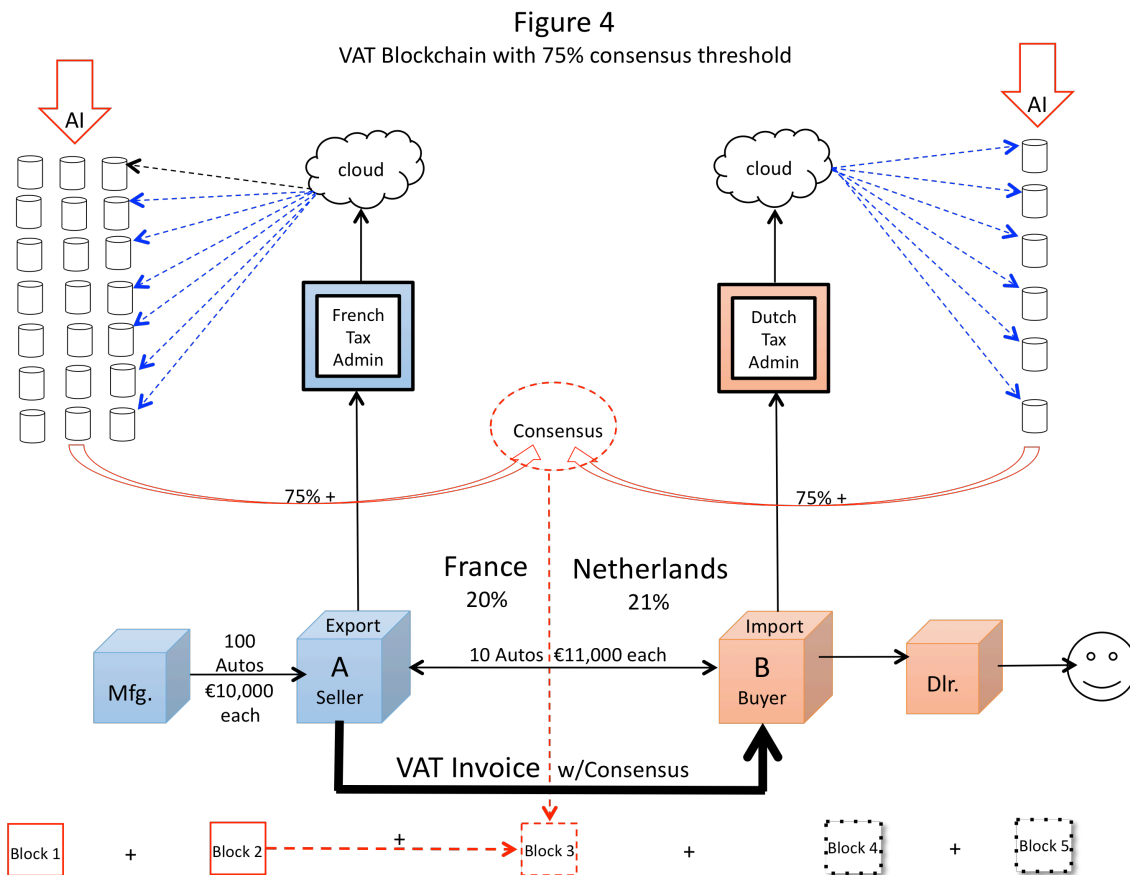 Figure 4
VAT Blockchain with 75% consensus threshold
AI
AI
cloud
cloud
French
Tax
Admin
Dutch
Tax
Admin
Consensus
75% +
75% +
France
20%
Netherlands
21%
Mfg.
100
Autos
€10,000
each
Export
A
Seller
10 Autos €11,000 each
Import
B
Buyer
Dlr.
VAT Invoice w/Consensus
Block 1
+
Block 2
+
Block 3
+
Block 4
+
Block 5